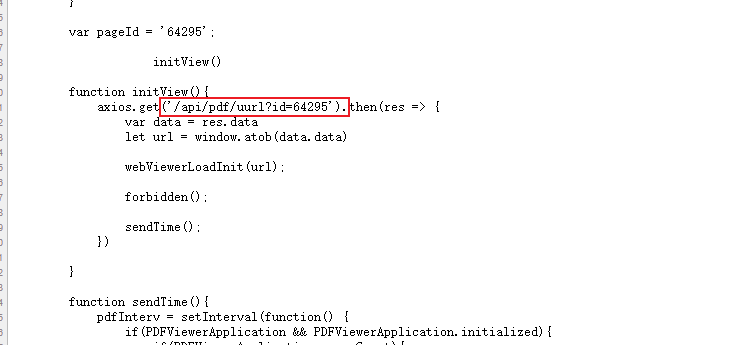 }
var pageId = '64295';
initView()
function initView(){
axios.get('/api/pdf/uurl?id=64295').then(res => {
var data = res.data
let url = window.atob(data.data)
webViewerLoadInit(url);
forbidden();
sendTime();
})
}
function sendTime(){
pdfInterv = setInterval(function() {
if(PDFViewerApplication && PDFViewerApplication.initialized){